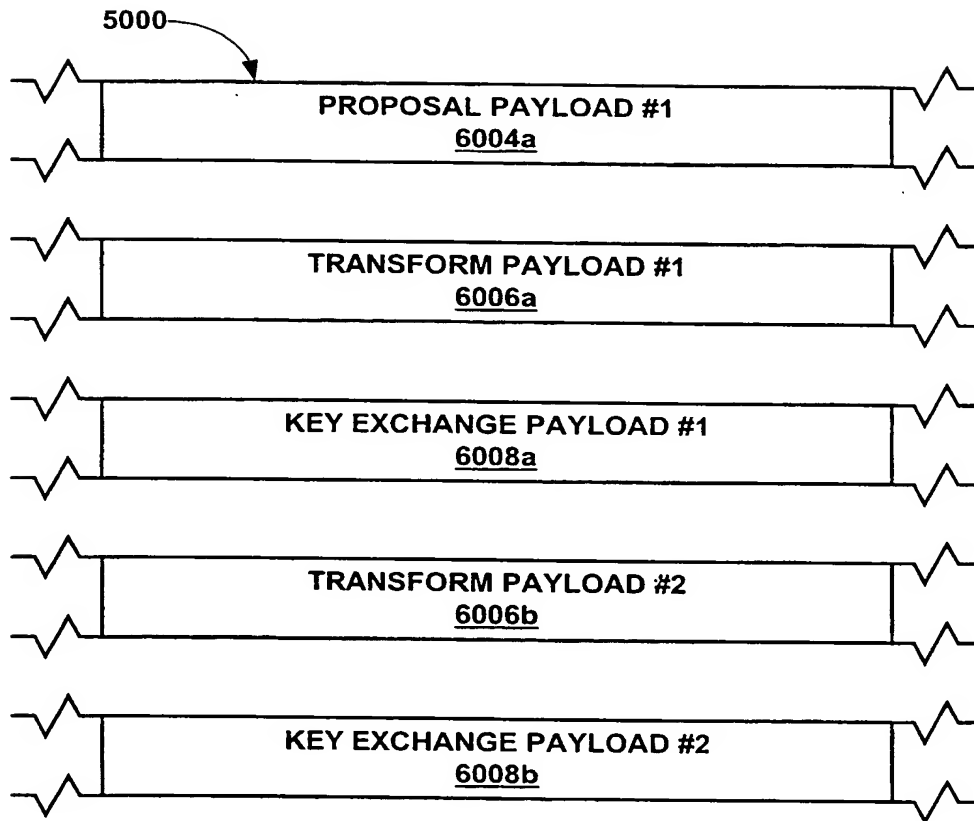 5000
PROPOSAL PAYLOAD #1
6004a
TRANSFORM PAYLOAD #1
6006a
KEY EXCHANGE PAYLOAD #1
6008a
TRANSFORM PAYLOAD #2
6006b
KEY EXCHANGE PAYLOAD #2
6008b